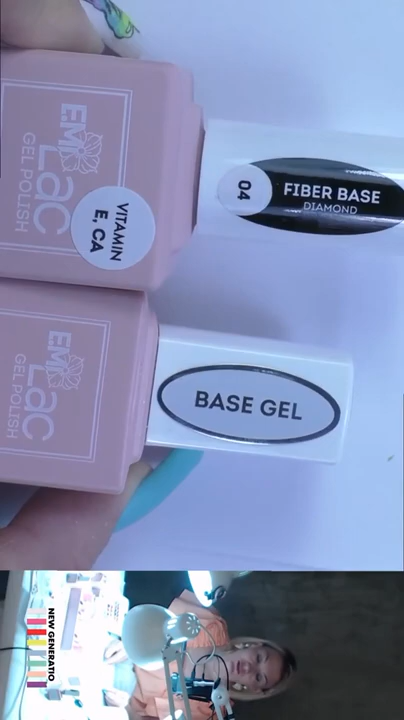 E.Mi
Lac
GEL POLISH
VITAMIN
E, CA
04
FIBER BASE
DIAMOND
E.Mi
Lac
GEL POLISH
BASE GEL
NEW GENERATIO